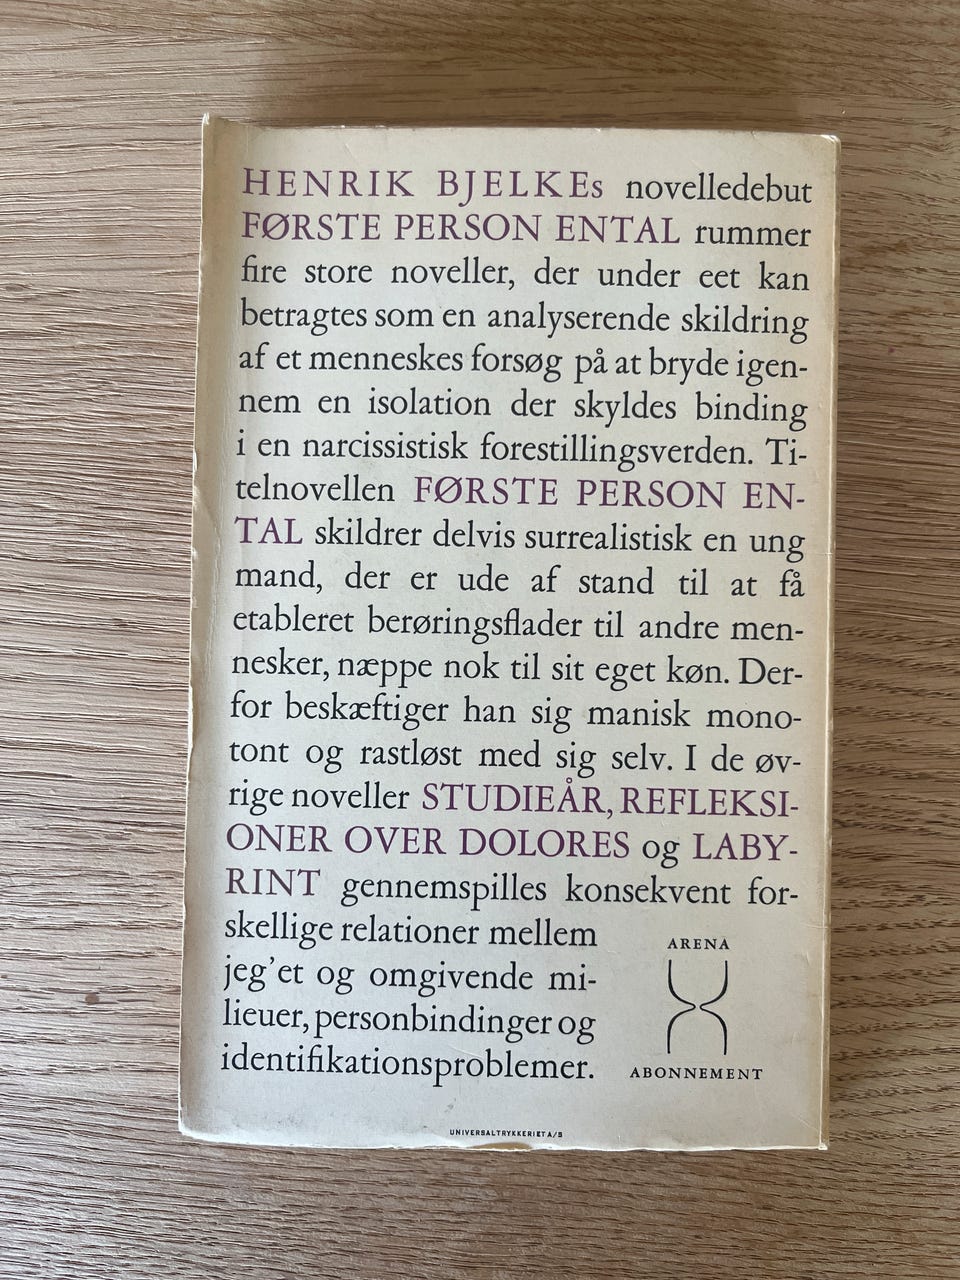 HENRIK BJELKEs novelledebut
FØRSTE PERSON ENTAL rummer
fire store noveller, der under eet kan
betragtes som en analyserende skildring
af et menneskes forsøg på at bryde igen-
nem en isolation der skyldes binding
i en narcissistisk forestillingsverden. Ti-
telnovellen FØRSTE PERSON EN-
TAL skildrer delvis surrealistisk en ung
mand, der er ude af stand til at få
etableret berøringsflader til andre men-
nesker, næppe nok til sit eget køn. Der-
for beskæftiger han sig manisk mono-
tont og rastløst med sig selv. I de øv-
rige noveller STUDIEÅR, REFLEKSI-
ONER OVER DOLORES og LABY-
RINT gennemspilles konsekvent for-
skellige relationer mellem
jeg'et og omgivende mi-
lieuer, personbindinger og
identifikationsproblemer.
ARENA
ABONNEMENT
UNIVERSALTRYKKERIET A/S